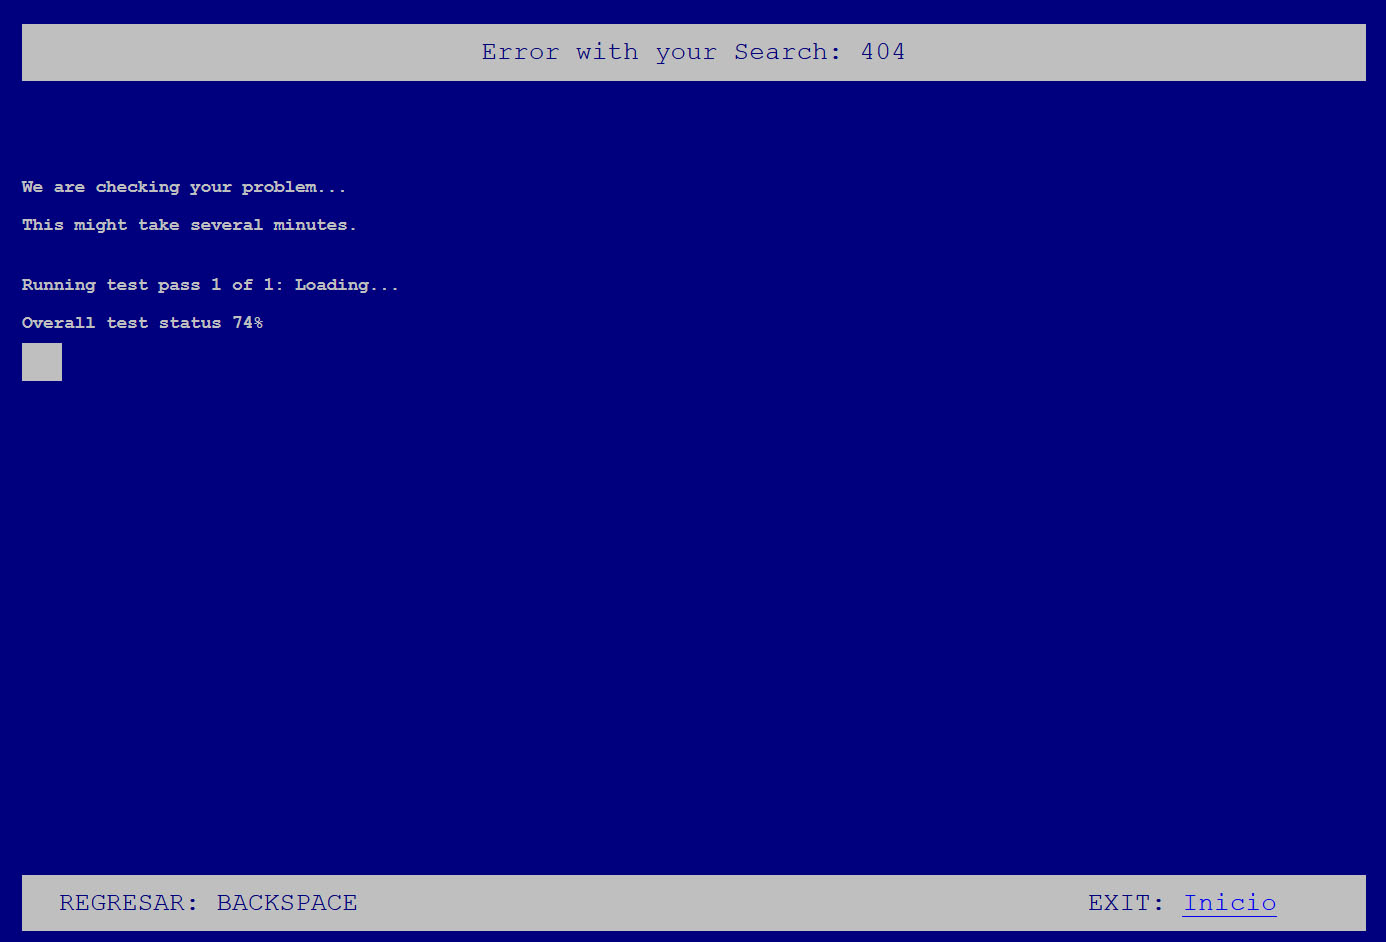 Error with your Search: 404
We are checking your problem...
This might take several minutes.
Running test pass 1 of 1: Loading...
Overall test status 74%
REGRESAR: BACKSPACE EXIT: Inicio